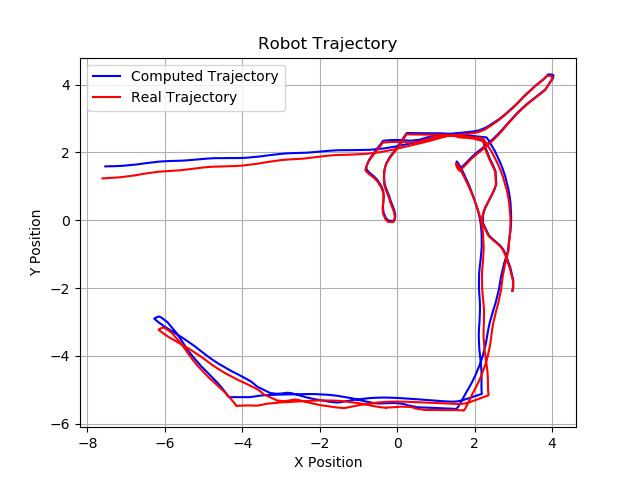 Robot Trajectory
Computed Trajectory
Real Trajectory
4
2
0
−2
−4
−6
Y Position
−8 −6 −4 −2 0 2 4
X Position